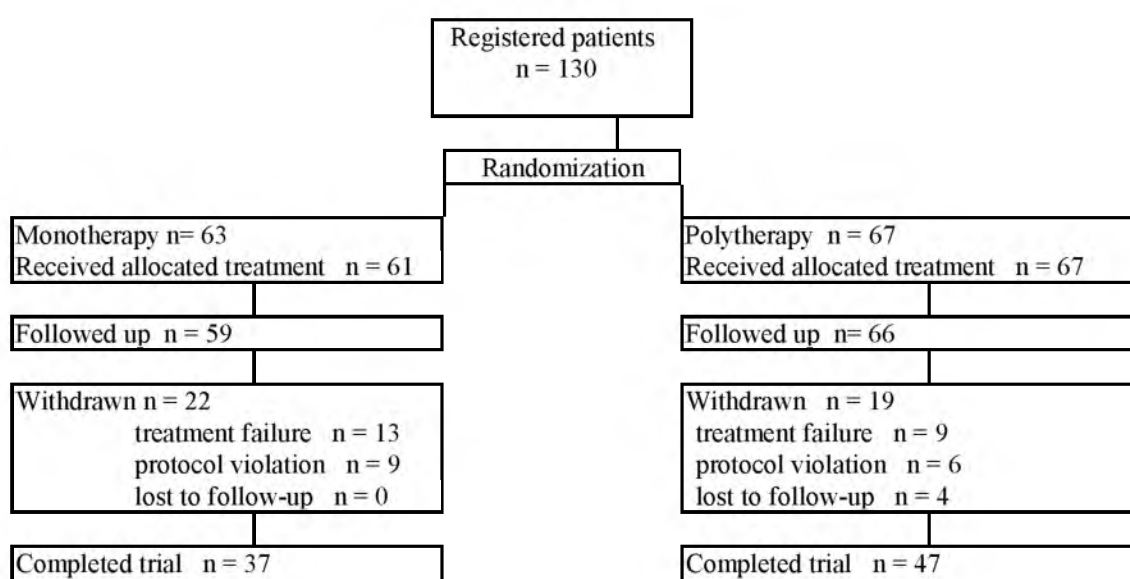 Registered patients
n = 130
Randomization
Monotherapy n= 63
Received allocated treatment n = 61
Followed up n = 59
Withdrawn n = 22
treatment failure n = 13
protocol violation n = 9
lost to follow-up n = 0
Completed trial n = 37
Polytherapy n = 67
Received allocated treatment n = 67
Followed up n= 66
Withdrawn n = 19
treatment failure n = 9
protocol violation n = 6
lost to follow-up n = 4
Completed trial n = 47